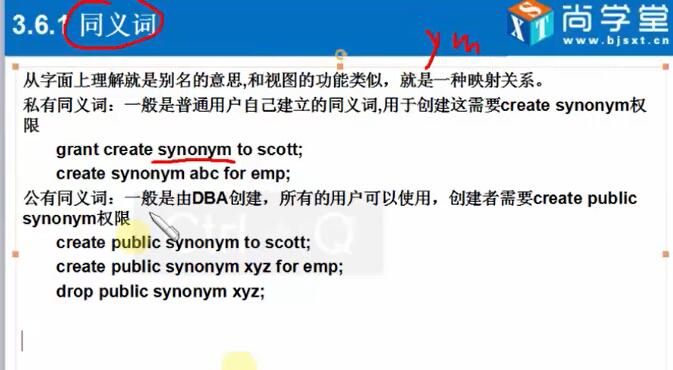 3.6.1 同义词
尚学堂
www.bjsxt.cn
y m
从字面上理解就是别名的意思,和视图的功能类似，就是一种映射关系。
私有同义词：一般是普通用户自己建立的同义词,用于创建这需要create synonym权
限
grant create synonym to scott;
create synonym abc for emp;
公有同义词：一般是由DBA创建，所有的用户可以使用，创建者需要create public
synonym权限
Ctrl + Q
create public synonym to scott;
create public synonym xyz for emp;
drop public synonym xyz;